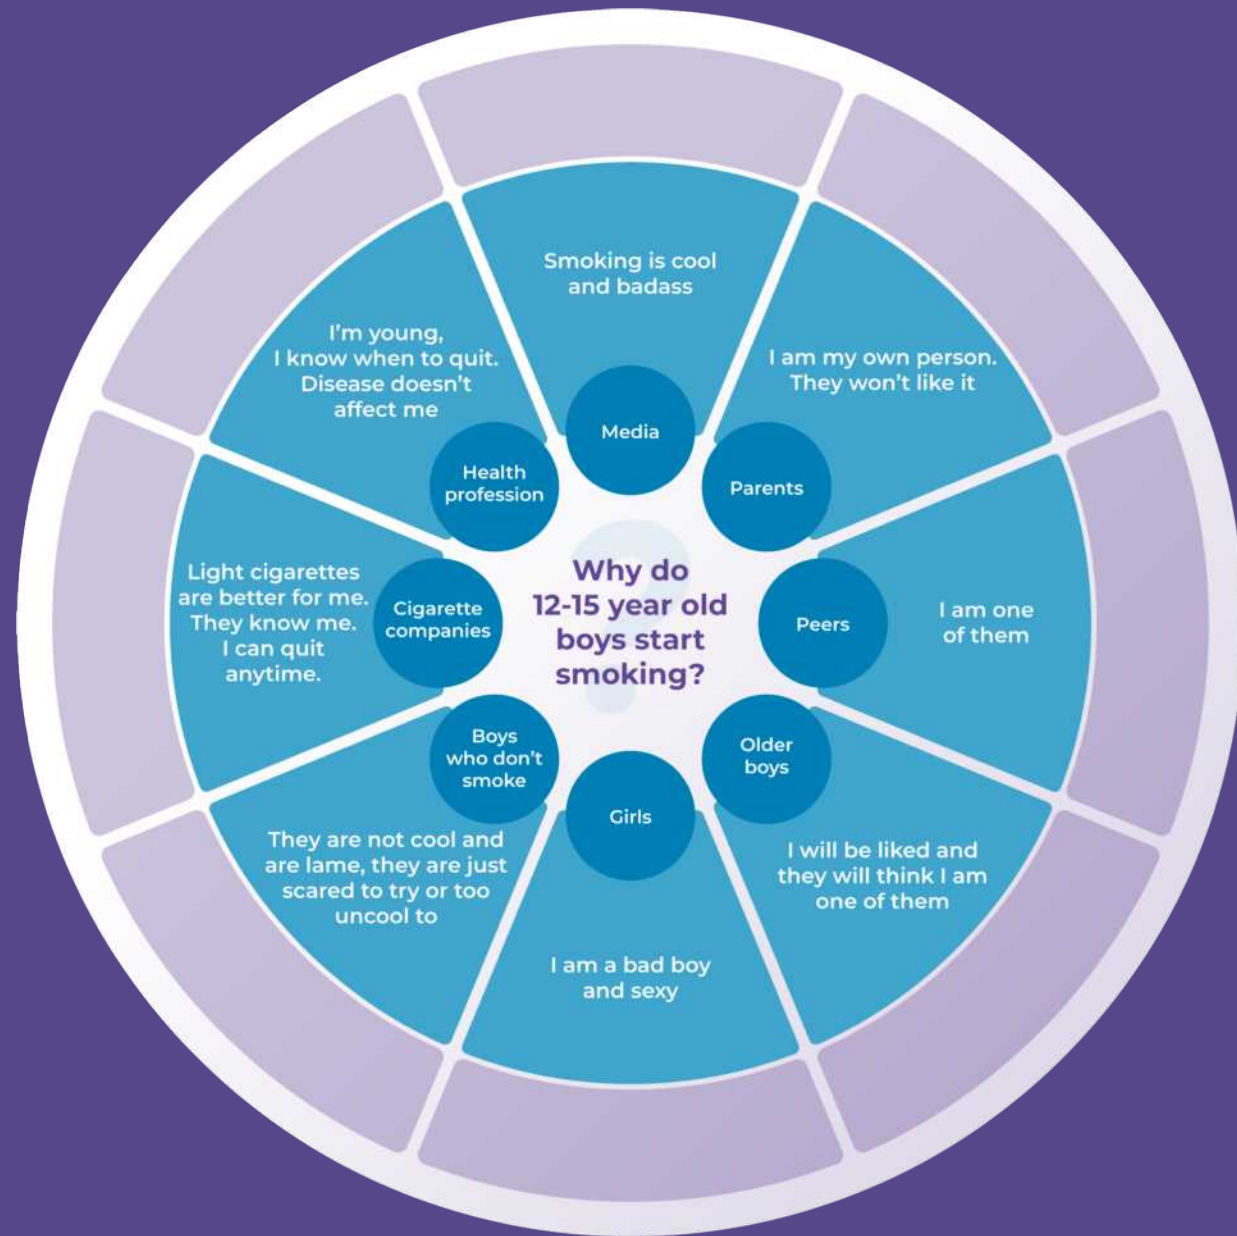 Why do
12-15 year old
boys start
smoking?
Media
Smoking is cool
and badass
Parents
I am my own person.
They won't like it
Peers
I am one
of them
Older
boys
I will be liked and
they will think I am
one of them
Girls
I am a bad boy
and sexy
Boys
who don't
smoke
They are not cool and
are lame, they are just
scared to try or too
uncool to
Cigarette
companies
Light cigarettes
are better for me.
They know me.
I can quit
anytime.
Health
profession
I'm young,
I know when to quit.
Disease doesn't
affect me
?